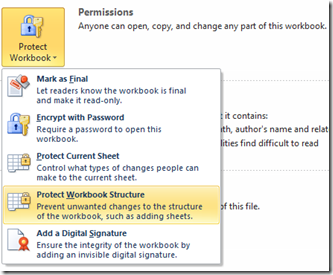 Permissions
Anyone can open, copy, and change any part of this workbook.
Protect
Workbook
Mark as Final
Let readers know the workbook is final
and make it read-only.
Encrypt with Password
Require a password to open this
workbook.
Protect Current Sheet
Control what types of changes people
can make to the current sheet.
Protect Workbook Structure
Prevent unwanted changes to the structure
of the workbook, such as adding sheets.
Add a Digital Signature
Ensure the integrity of the workbook by
adding an invisible digital signature.
it contains:
th, author's name and relat
ilities find difficult to read
of this file.